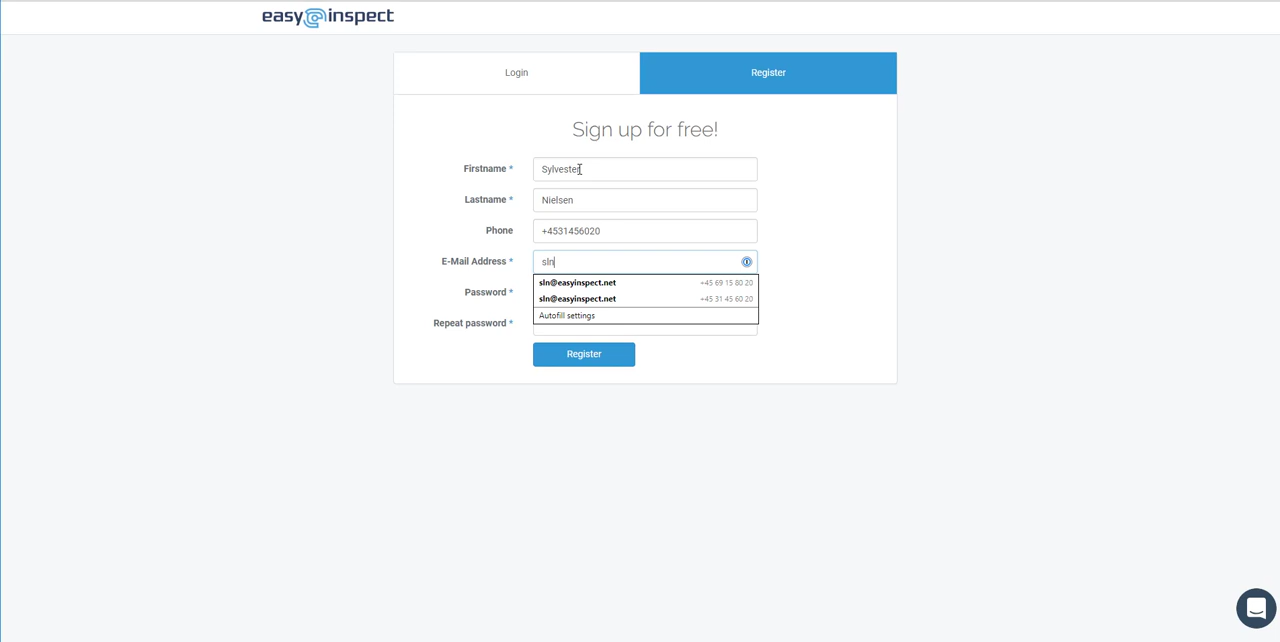 easy@inspect
Login
Register
Sign up for free!
Firstname *
Sylvester
Lastname *
Nielsen
Phone
+4531456020
E-Mail Address *
sln
sln@easyinspect.net +45 69 15 80 20
sln@easyinspect.net +45 31 45 60 20
Autofill settings
Password *
Repeat password *
Register